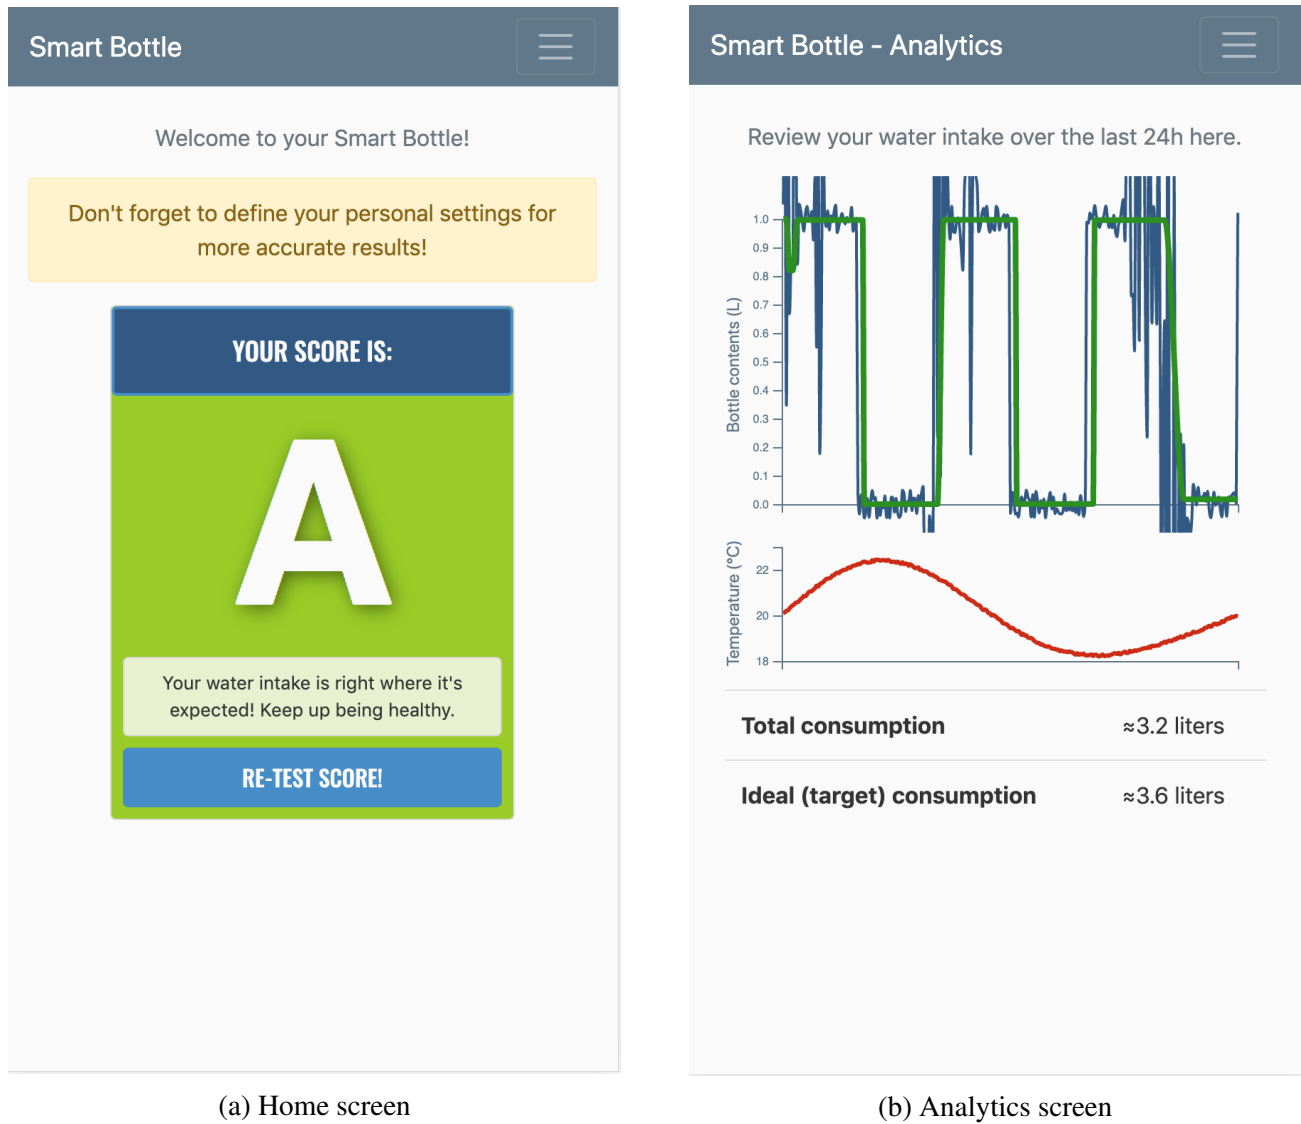 Smart Bottle
Welcome to your Smart Bottle!
Don't forget to define your personal settings for
more accurate results!
YOUR SCORE IS:
A
Your water intake is right where it's
expected! Keep up being healthy.
RE-TEST SCORE!
(a) Home screen
Smart Bottle - Analytics
Review your water intake over the last 24h here.
Bottle contents (L)
1.0
0.9
0.8
0.7
0.6
0.5
0.4
0.3
0.2
0.1
0.0
Temperature (°C)
22
20
18
Total consumption ≈3.2 liters
Ideal (target) consumption ≈3.6 liters
(b) Analytics screen